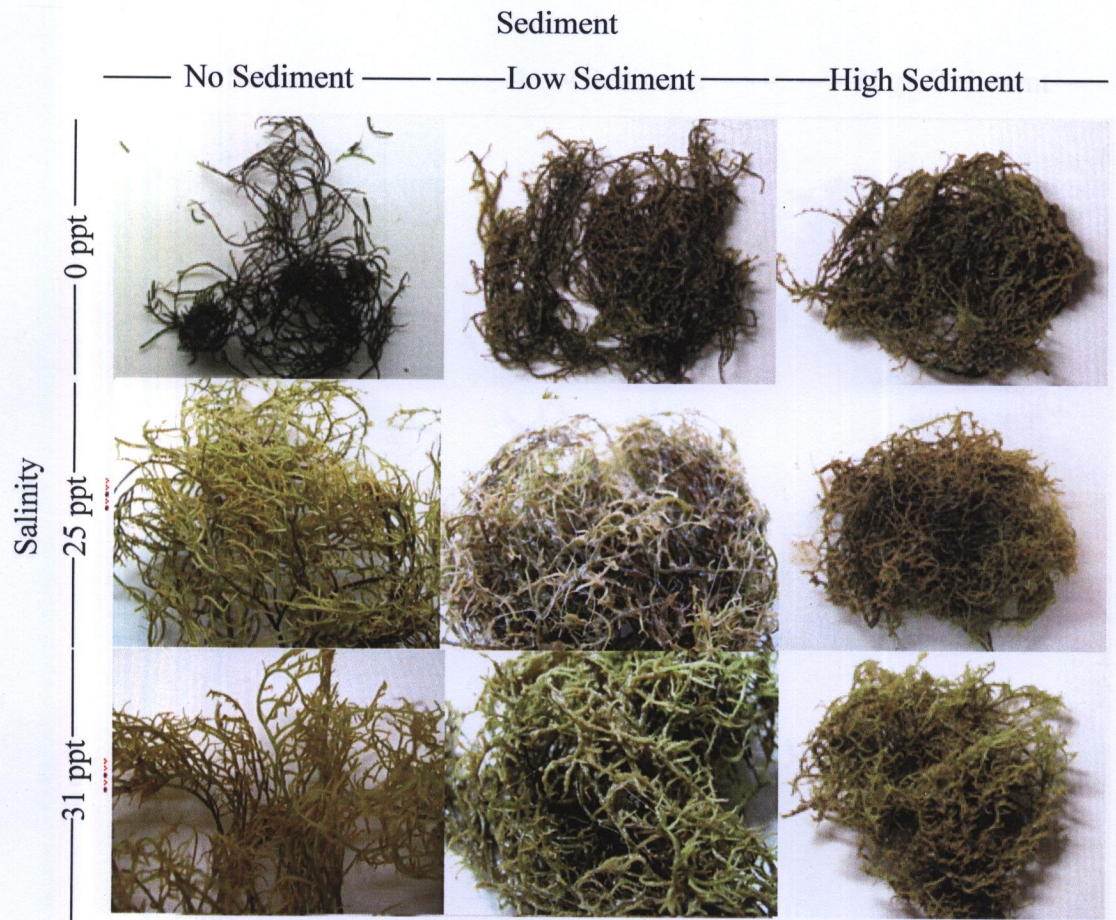 Sediment
No Sediment Low Sediment High Sediment
0 ppt
25 ppt
31 ppt
Salinity